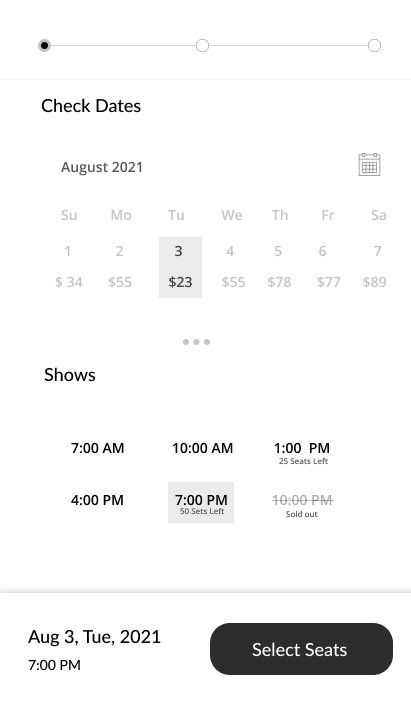 Check Dates
August 2021
Su Mo Tu We Th Fr Sa
1 2 3 4 5 6 7
$ 34 $55 $23 $55 $78 $77 $89
Shows
7:00 AM 10:00 AM 1:00 PM
25 Seats Left
4:00 PM 7:00 PM 10:00 PM
50 Sets Left Sold out
Aug 3, Tue, 2021
7:00 PM
Select Seats